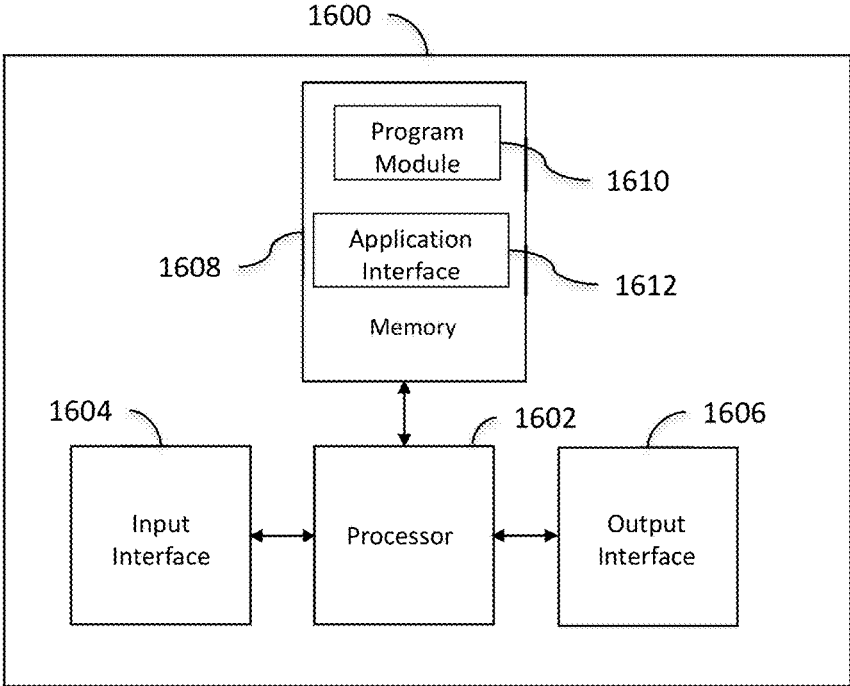 1600
Program
Module
1610
Application
Interface
1608
1612
Memory
1604
1602
1606
Input
Interface
Processor
Output
Interface